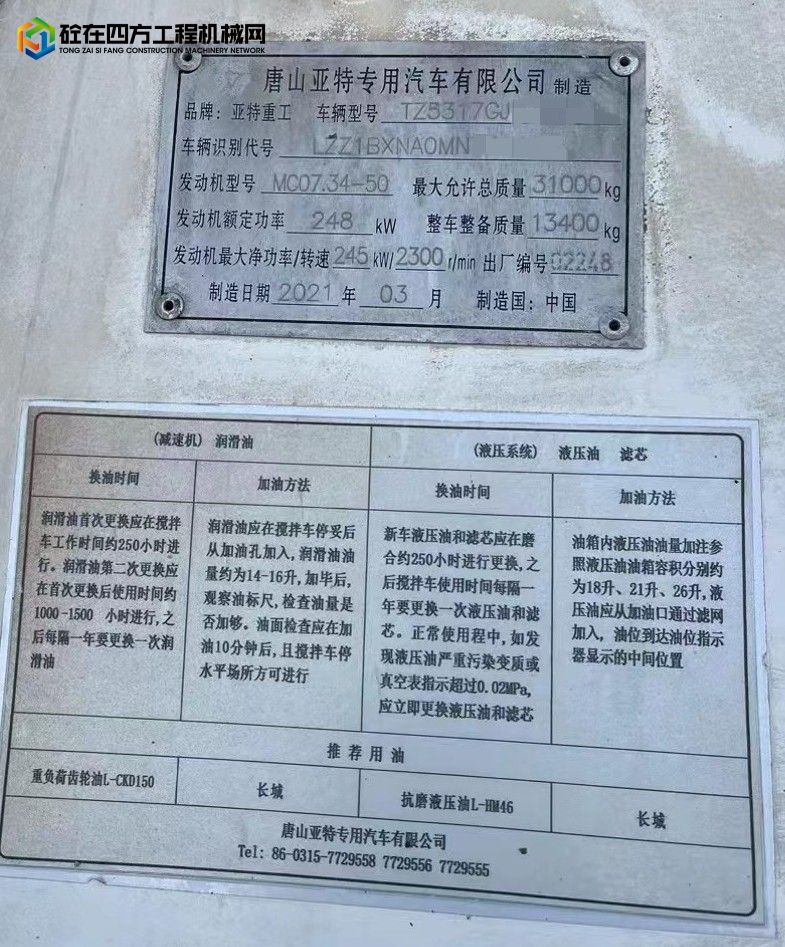 砼在四方工程机械网
TONG ZAI SI FANG CONSTRUCTION MACHINERY NETWORK
唐山亚特专用汽车有限公司 制造
品牌：亚特重工 车辆型号 TZ5317GJ
车辆识别代号 LZZ1BXNA0MN
发动机型号 MC07.34-50 最大允许总质量 31000 kg
发动机额定功率 248 kW 整车整备质量 13400 kg
发动机最大净功率/转速 245 kW/ 2300 r/min 出厂编号 02248
制造日期 2021 年 03 月 制造国：中国
(减速机) 润滑油
换油时间
加油方法
润滑油首次更换应在搅拌
车工作时间约250小时进
行。润滑油第二次更换应
在首次更换后使用时间约
1000-1500 小时进行,之
后每隔一年要更换一次润
滑油
润滑油应在搅拌车停妥后
从加油孔加入,润滑油油
量约为14-16升,加毕后,
观察油标尺,检查油量是
否加够。油面检查应在加
油10分钟后,且搅拌车停
水平场所方可进行
(液压系统) 液压油 滤芯
换油时间
加油方法
新车液压油和滤芯应在磨
合约250小时进行更换,之
后搅拌车使用时间每隔一
年要更换一次液压油和滤
芯。正常使用程中,如发
现液压油严重污染变质或
真空表指示超过0.02MPa,
应立即更换液压油和滤芯
油箱内液压油油量加注参
照液压油油箱容积分别约
为18升、21升、26升,液
压油应从加油口通过滤网
加入, 油位到达油位指示
器显示的中间位置
推荐用油
重负荷齿轮油L-CKD150 长城 抗磨液压油L-HM46 长城
唐山亚特专用汽车有限公司
Tel: 86-0315-7729558 7729556 7729555